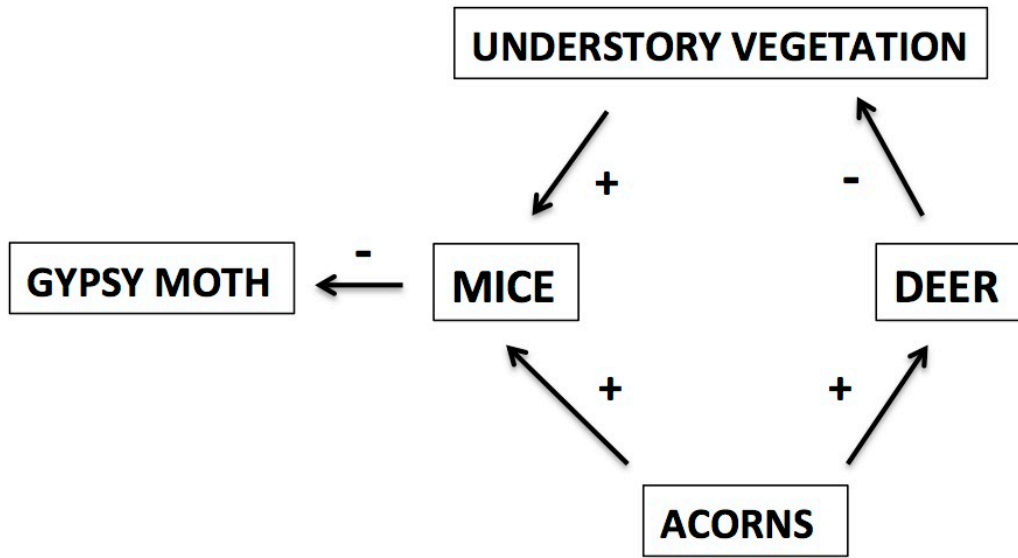 UNDERSTORY VEGETATION
+
-
-
GYPSY MOTH
MICE
DEER
+
+
ACORNS